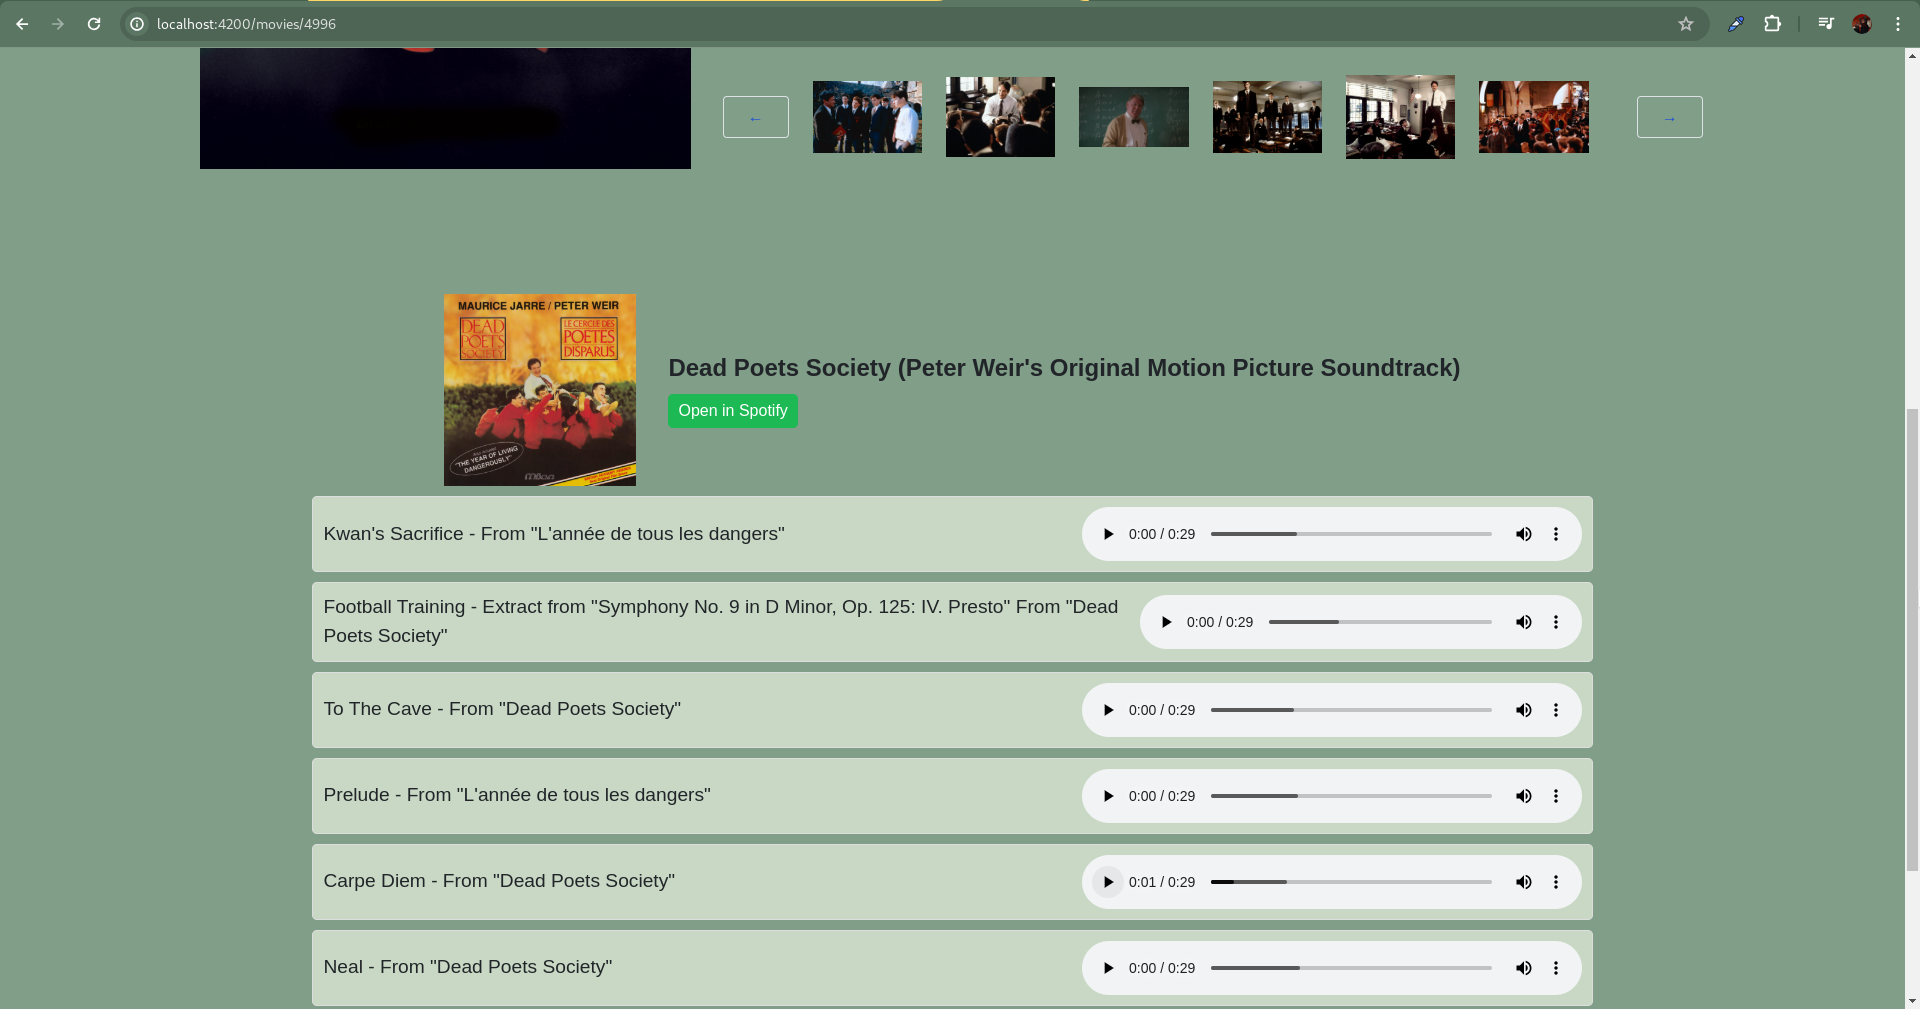 localhost:4200/movies/4996
←
→
MAURICE JARRE / PETER WEIR
DEAD POETS SOCIETY
LE CERCLE DES POETES DISPARUS
"THE YEAR OF LIVING DANGEROUSLY"
Milan
Dead Poets Society (Peter Weir's Original Motion Picture Soundtrack)
Open in Spotify
Kwan's Sacrifice - From "L'année de tous les dangers"
0:00 / 0:29
Football Training - Extract from "Symphony No. 9 in D Minor, Op. 125: IV. Presto" From "Dead
Poets Society"
0:00 / 0:29
To The Cave - From "Dead Poets Society"
0:00 / 0:29
Prelude - From "L'année de tous les dangers"
0:00 / 0:29
Carpe Diem - From "Dead Poets Society"
0:01 / 0:29
Neal - From "Dead Poets Society"
0:00 / 0:29